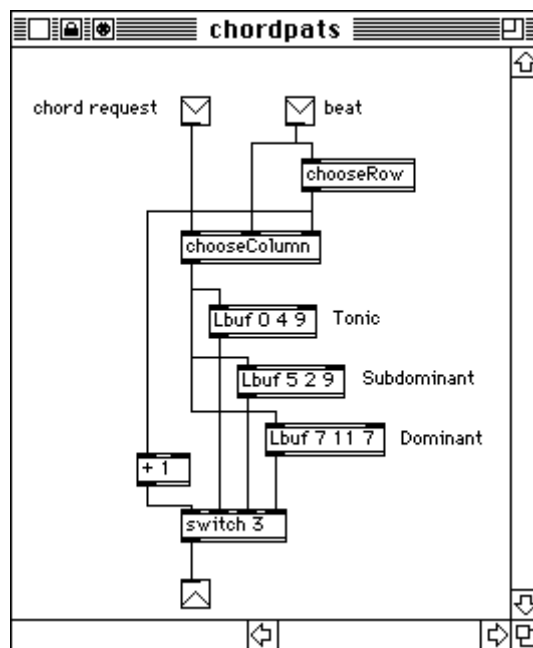 chordpats
chord request
beat
chooseRow
chooseColumn
Lbuf 0 4 9 Tonic
Lbuf 5 2 9 Subdominant
Lbuf 7 11 7 Dominant
+ 1
switch 3